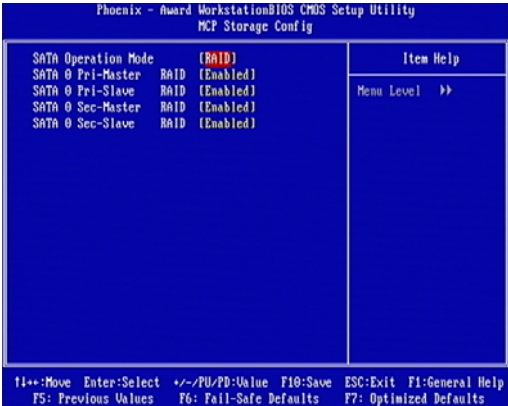 Phoenix - Award WorkstationBIOS CMOS Setup Utility
MCP Storage Config
SATA Operation Mode [RAID]
SATA 0 Pri-Master RAID [Enabled]
SATA 0 Pri-Slave RAID [Enabled]
SATA 0 Sec-Master RAID [Enabled]
SATA 0 Sec-Slave RAID [Enabled]
Item Help
Menu Level ▸▸
↑↓→←:Move Enter:Select +/-/PU/PD:Value F10:Save ESC:Exit F1:General Help
F5: Previous Values F6: Fail-Safe Defaults F7: Optimized Defaults